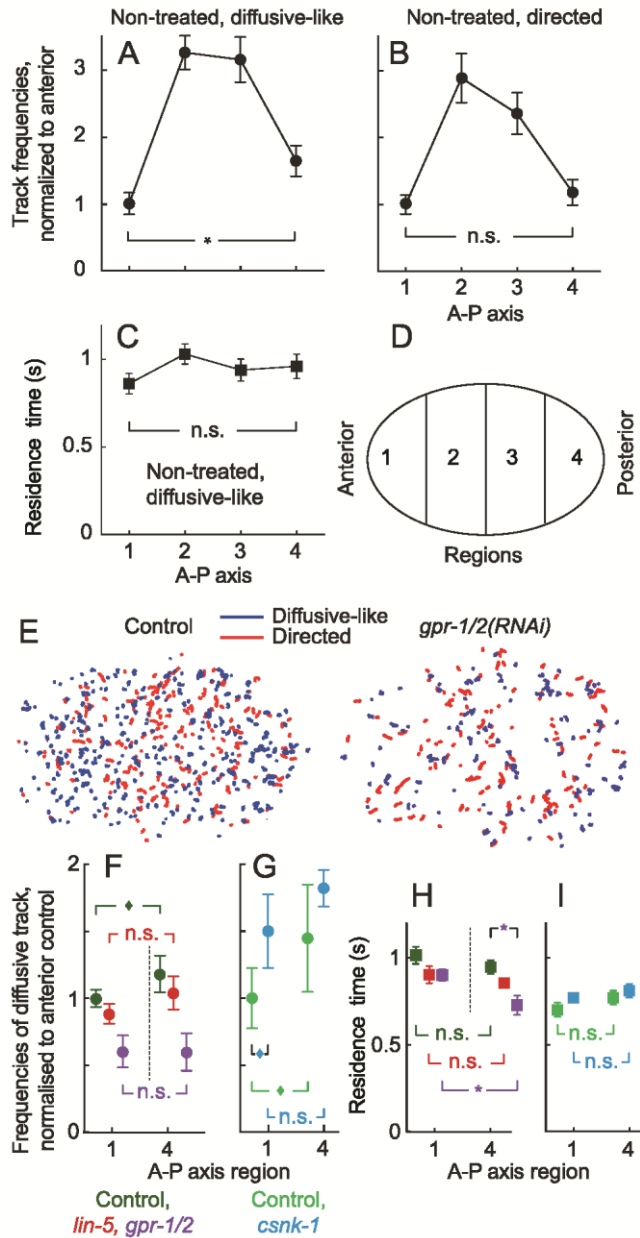 Non-treated, diffusive-like
Non-treated, directed
A
B
Track frequencies,
normalized to anterior
3
2
1
0
*
n.s.
1 2 3 4
A-P axis
C
D
Residence time (s)
1
0.5
0
n.s.
Non-treated,
diffusive-like
1 2 3 4
A-P axis
Anterior
1 2 3 4
Posterior
Regions
E
Control
Diffusive-like
Directed
gpr-1/2(RNAi)
F
G
Frequencies of diffusive track,
normalised to anterior control
2
1
0
♦
n.s.
n.s.
♦
♦
n.s.
1 4
1 4
A-P axis region
Control,
lin-5, gpr-1/2
Control,
csnk-1
H
I
Residence time (s)
1
0.5
0
*
n.s.
n.s.
*
n.s.
n.s.
1 4
1 4
A-P axis region